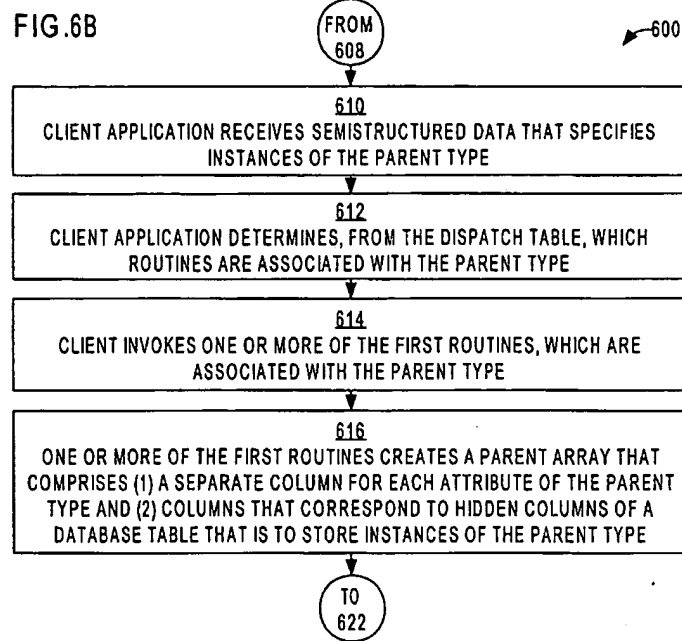 FIG.6B
FROM
608
600
610
CLIENT APPLICATION RECEIVES SEMISTRUCTURED DATA THAT SPECIFIES
INSTANCES OF THE PARENT TYPE
612
CLIENT APPLICATION DETERMINES, FROM THE DISPATCH TABLE, WHICH
ROUTINES ARE ASSOCIATED WITH THE PARENT TYPE
614
CLIENT INVOKES ONE OR MORE OF THE FIRST ROUTINES, WHICH ARE
ASSOCIATED WITH THE PARENT TYPE
616
ONE OR MORE OF THE FIRST ROUTINES CREATES A PARENT ARRAY THAT
COMPRISES (1) A SEPARATE COLUMN FOR EACH ATTRIBUTE OF THE PARENT
TYPE AND (2) COLUMNS THAT CORRESPOND TO HIDDEN COLUMNS OF A
DATABASE TABLE THAT IS TO STORE INSTANCES OF THE PARENT TYPE
TO
622